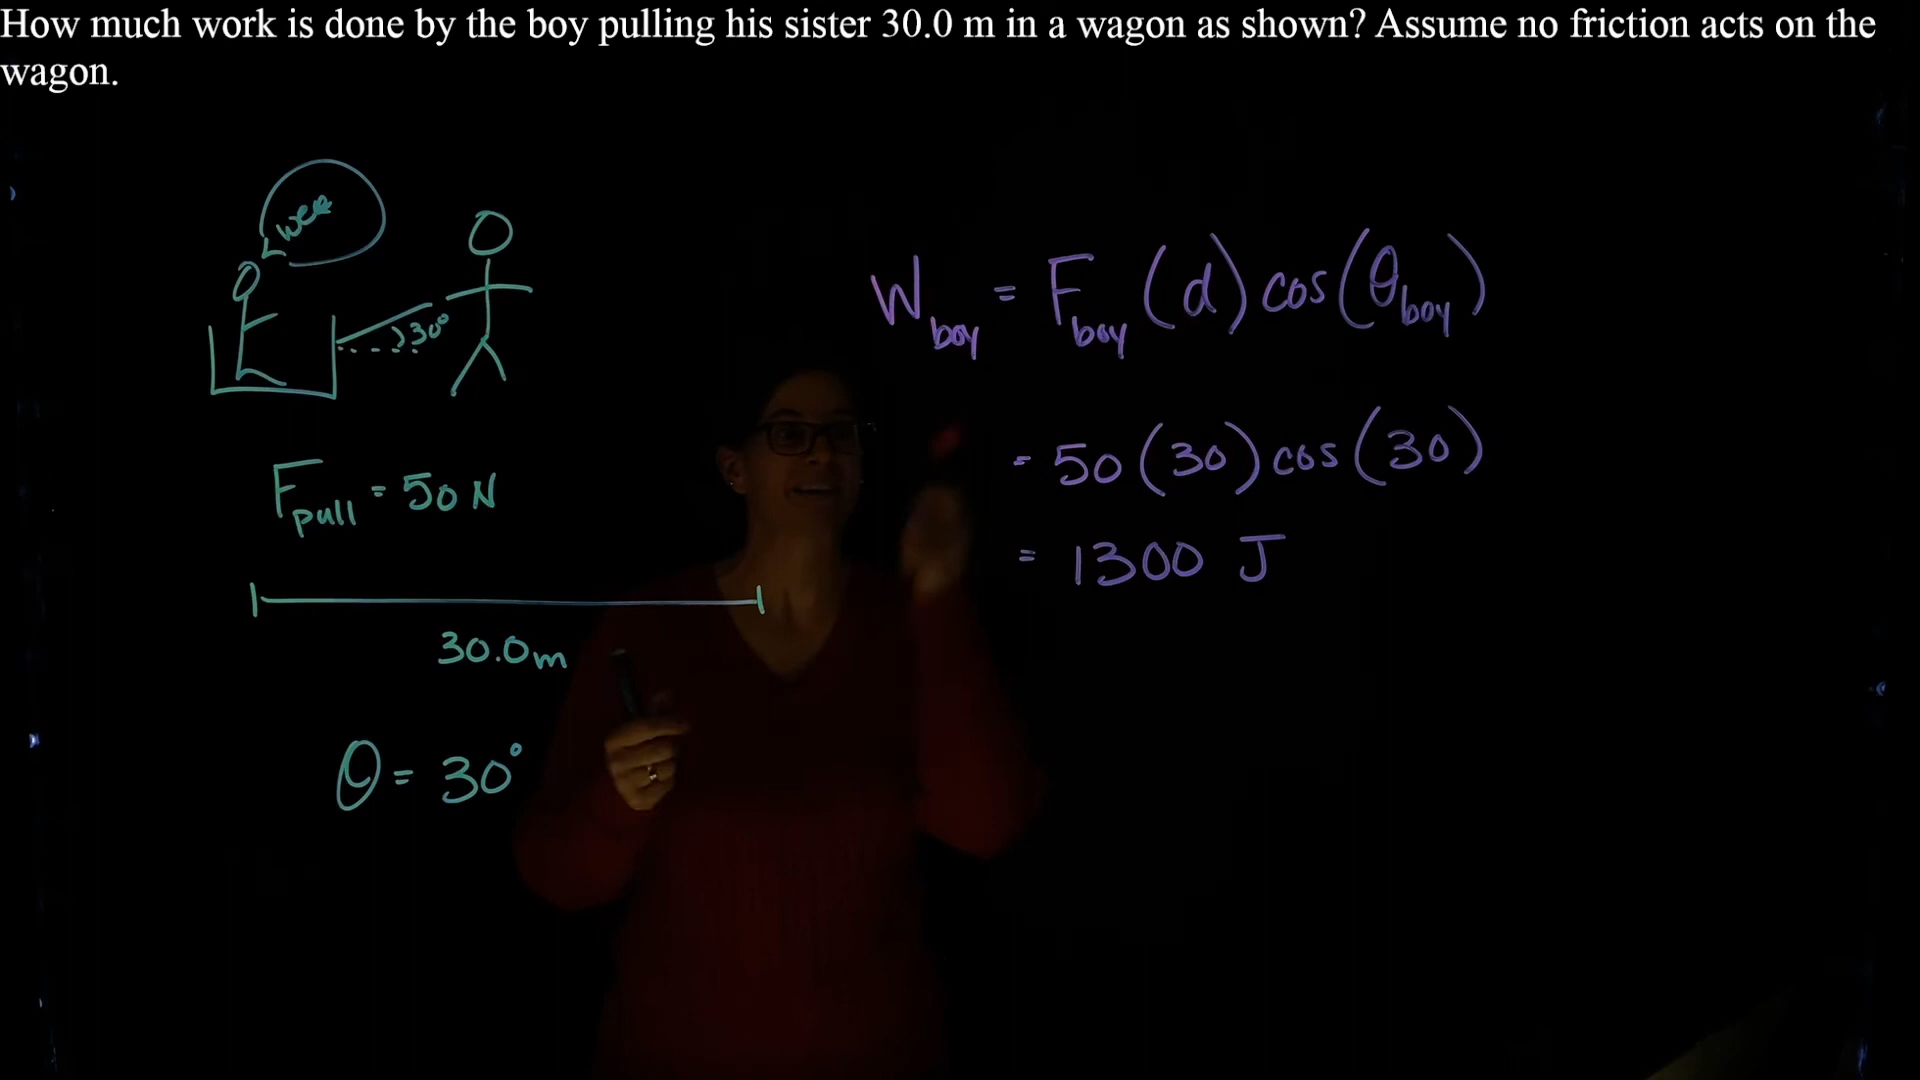 How much work is done by the boy pulling his sister 30.0 m in a wagon as shown? Assume no friction acts on the
wagon.
Wee
30°
F_pull = 50 N
30.0m
θ = 30°
W_boy = F_boy (d) cos(θ_boy)
= 50(30)cos(30)
= 1300 J